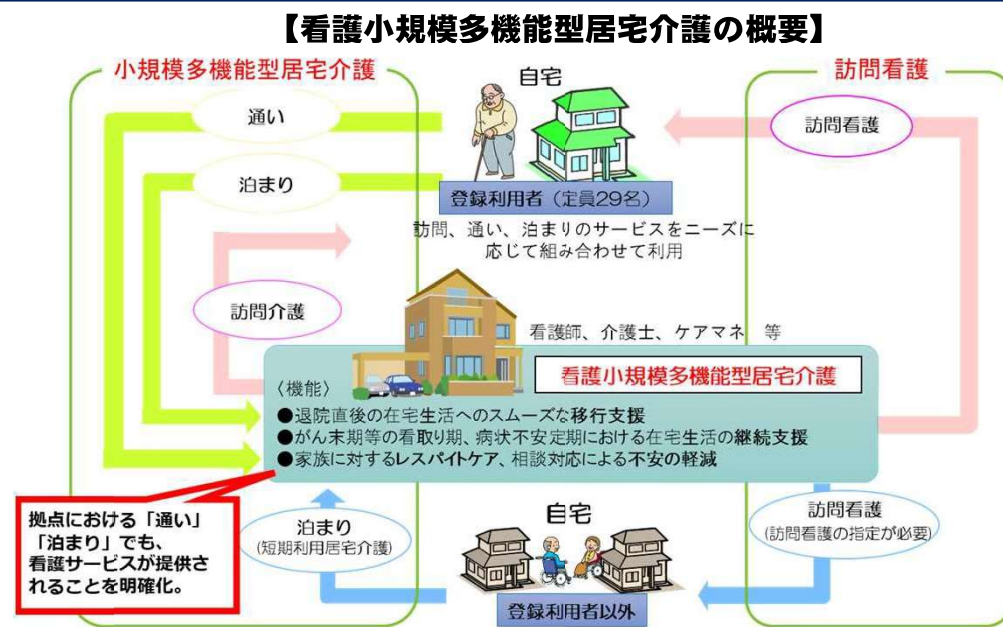 【看護小規模多機能型居宅介護の概要】
小規模多機能型居宅介護
自宅
訪問看護
通い
訪問看護
泊まり
登録利用者（定員29名）
訪問、通い、泊まりのサービスをニーズに
応じて組み合わせて利用
訪問介護
看護師、介護士、ケアマネ 等
看護小規模多機能型居宅介護
〈機能〉
●退院直後の在宅生活へのスムーズな移行支援
●がん末期等の看取り期、病状不安定期における在宅生活の継続支援
●家族に対するレスパイトケア、相談対応による不安の軽減
拠点における「通い」
「泊まり」でも、
看護サービスが提供さ
れることを明確化。
泊まり
(短期利用居宅介護)
自宅
訪問看護
(訪問看護の指定が必要)
登録利用者以外